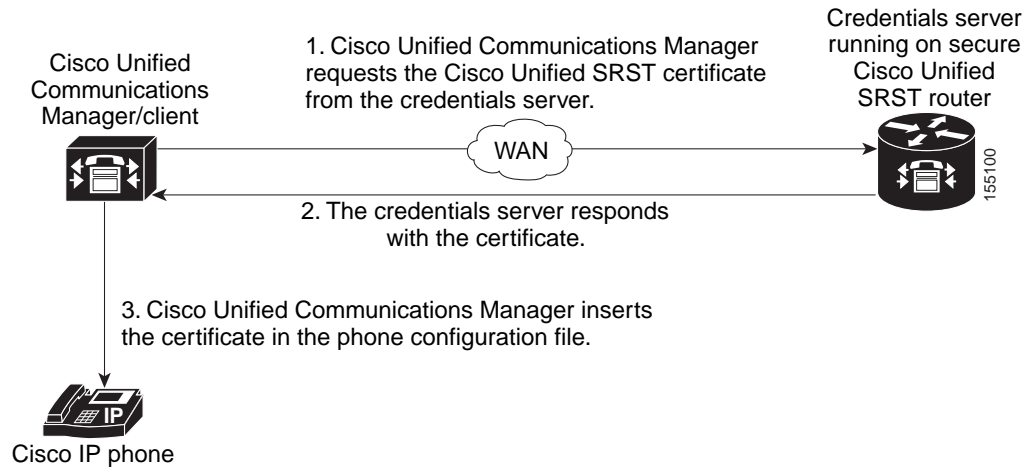 Cisco Unified
Communications
Manager/client
1. Cisco Unified Communications Manager
requests the Cisco Unified SRST certificate
from the credentials server.
Credentials server
running on secure
Cisco Unified
SRST router
WAN
155100
2. The credentials server responds
with the certificate.
3. Cisco Unified Communications Manager inserts
the certificate in the phone configuration file.
IP
Cisco IP phone